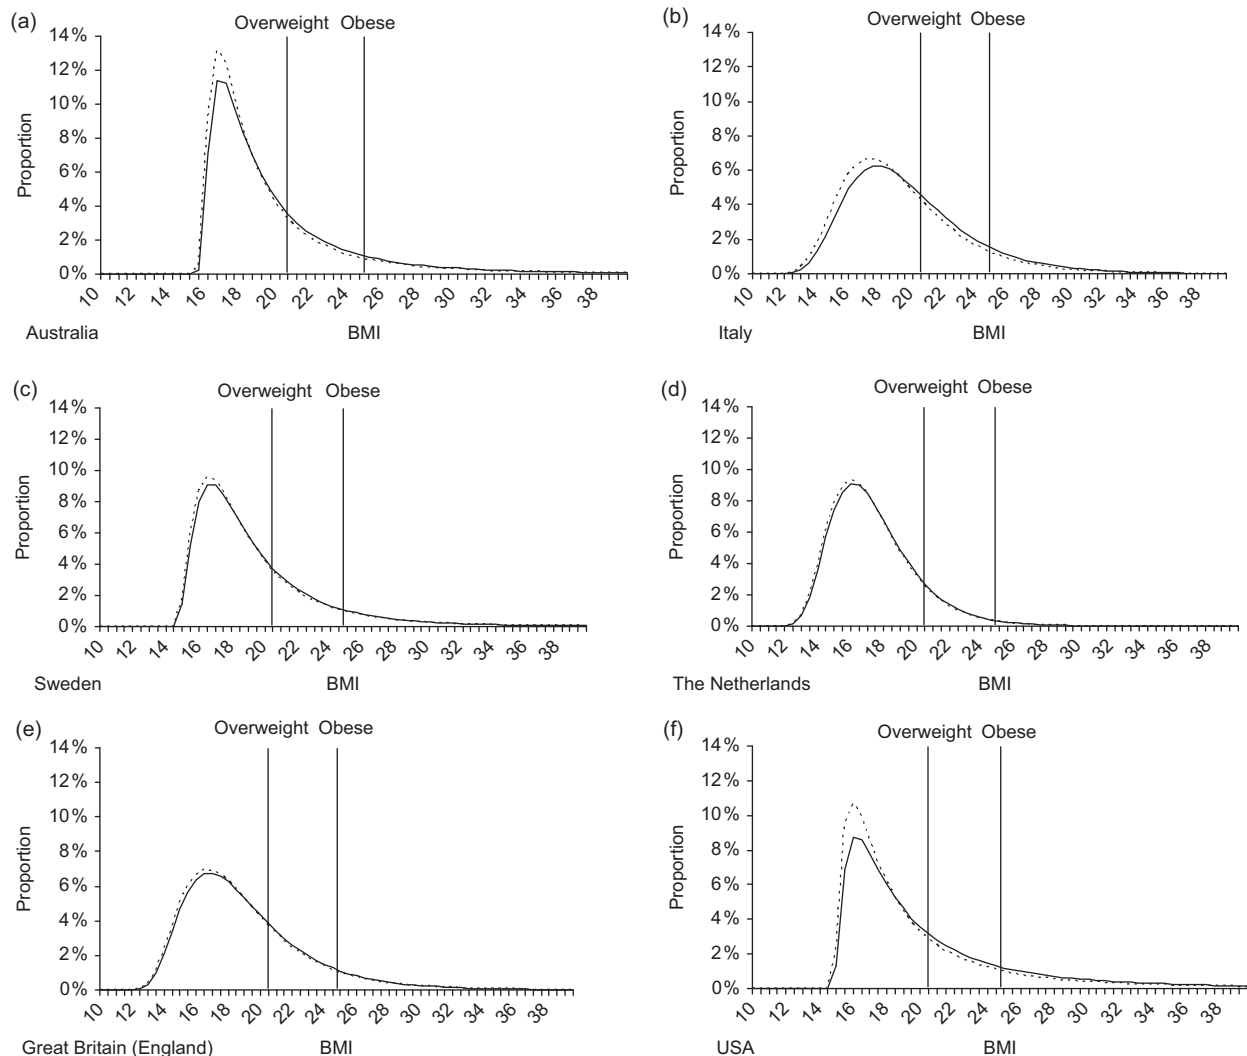 (a)
Overweight Obese
14%
12%
10%
8%
6%
4%
2%
0%
Proportion
10 12 14 16 18 20 22 24 26 28 30 32 34 36 38
Australia BMI
(b)
Overweight Obese
14%
12%
10%
8%
6%
4%
2%
0%
Proportion
10 12 14 16 18 20 22 24 26 28 30 32 34 36 38
Italy BMI
(c)
Overweight Obese
14%
12%
10%
8%
6%
4%
2%
0%
Proportion
10 12 14 16 18 20 22 24 26 28 30 32 34 36 38
Sweden BMI
(d)
Overweight Obese
14%
12%
10%
8%
6%
4%
2%
0%
Proportion
10 12 14 16 18 20 22 24 26 28 30 32 34 36 38
The Netherlands BMI
(e)
Overweight Obese
14%
12%
10%
8%
6%
4%
2%
0%
Proportion
10 12 14 16 18 20 22 24 26 28 30 32 34 36 38
Great Britain (England) BMI
(f)
Overweight Obese
14%
12%
10%
8%
6%
4%
2%
0%
Proportion
10 12 14 16 18 20 22 24 26 28 30 32 34 36 38
USA BMI